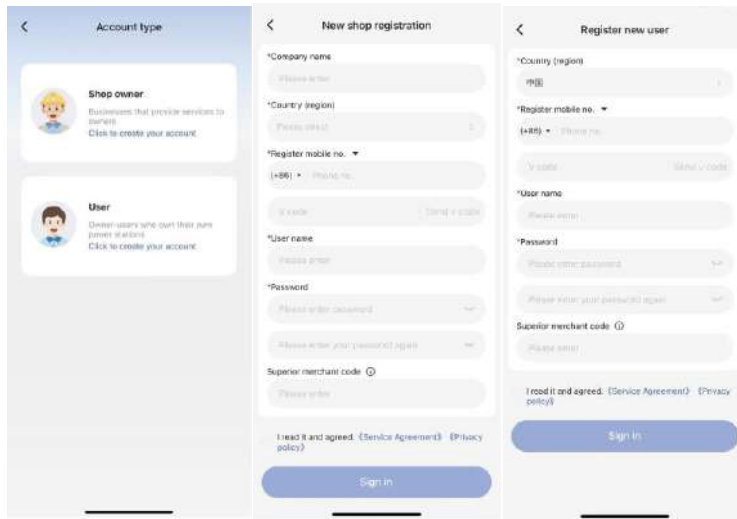 Account type
Shop owner
Businesses that provide services to
owners
Click to create your account
User
Owner-users who own their own
power stations
Click to create your account
New shop registration
*Company name
Please enter
*Country (region)
Please select
*Register mobile no.
(+86) Phone no.
V code Send v code
*User name
Please enter
*Password
Please enter password
Please enter your password again
Superior merchant code
Please enter
I read it and agreed.《Service Agreement》《Privacy
policy》
Sign in
Register new user
*Country (region)
中国
*Register mobile no.
(+86) Phone no.
V code Send v code
*User name
Please enter
*Password
Please enter password
Please enter your password again
Superior merchant code
Please enter
I read it and agreed.《Service Agreement》《Privacy
policy》
Sign in